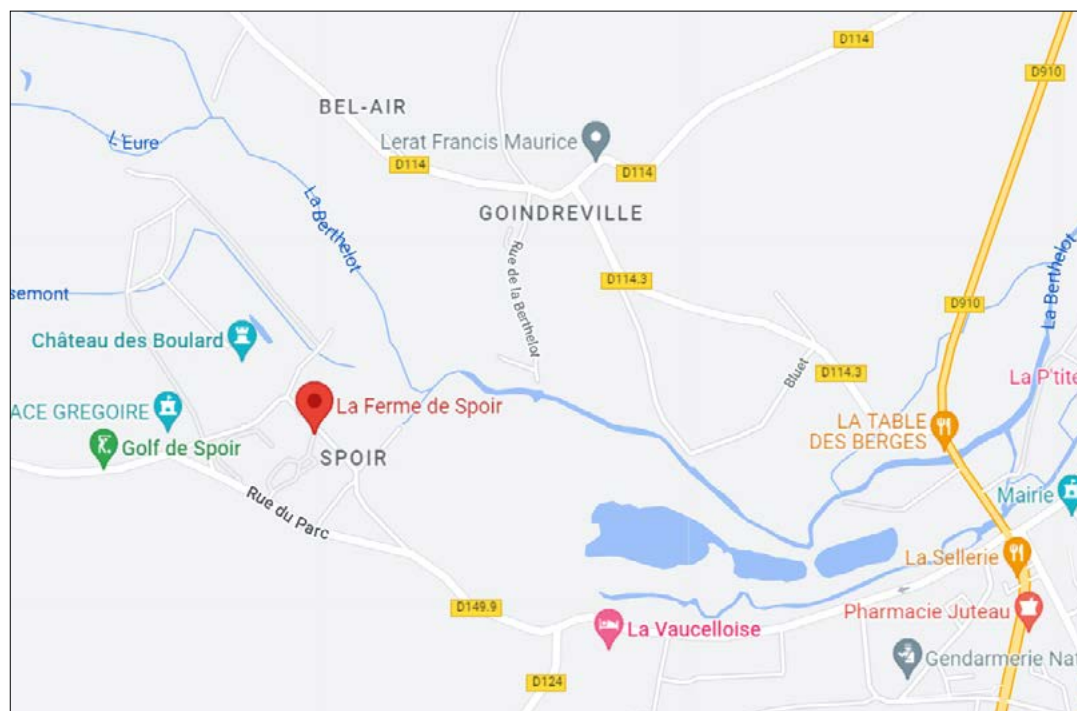 D114
D910
BEL-AIR
L'Eure
Lerat Francis Maurice
D114
D114
La Berthelot
GOINDREVILLE
La Berthelot
Rue de la Berthelot
D114.3
semont
D910
Château des Boulard
Bluet
D114.3
La P'tite
La Ferme de Spoir
ACE GREGOIRE
LA TABLE
DES BERGES
Golf de Spoir
SPOIR
Rue du Parc
Mairie
La Sellerie
D149.9
Pharmacie Juteau
La Vaucelloise
Gendarmerie Nat
D124